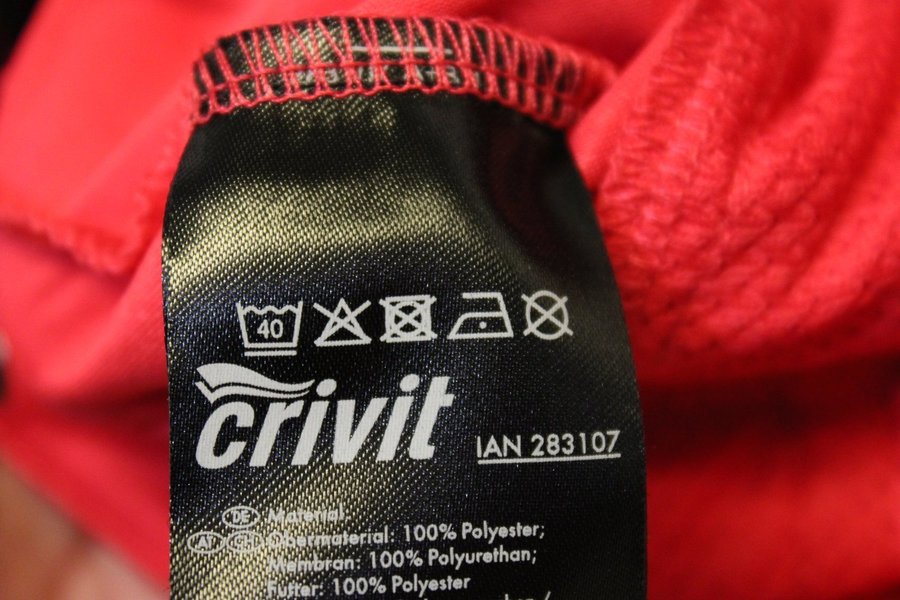 40
crivit
IAN 283107
DE Material:
AT CH Obermaterial: 100% Polyester;
Membran: 100% Polyurethan;
Futter: 100% Polyester